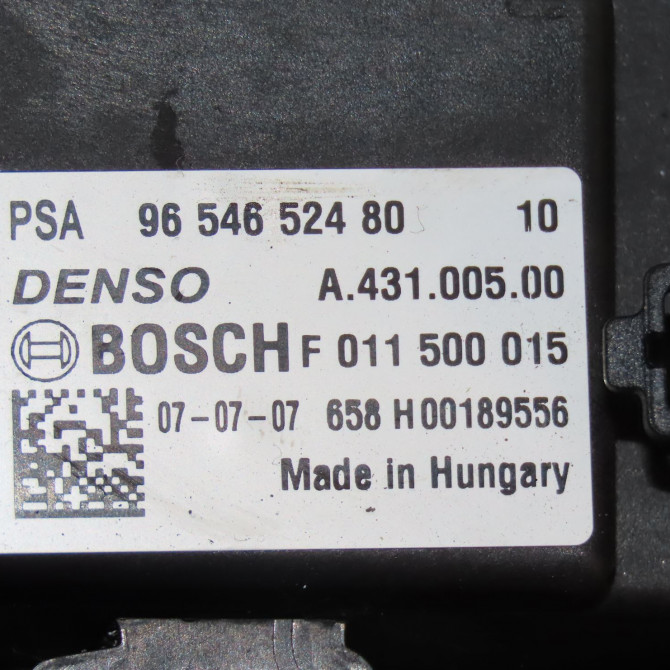 PSA 96 546 524 80 10
DENSO A.431.005.00
BOSCH F 011 500 015
07-07-07 658 H00189556
Made in Hungary